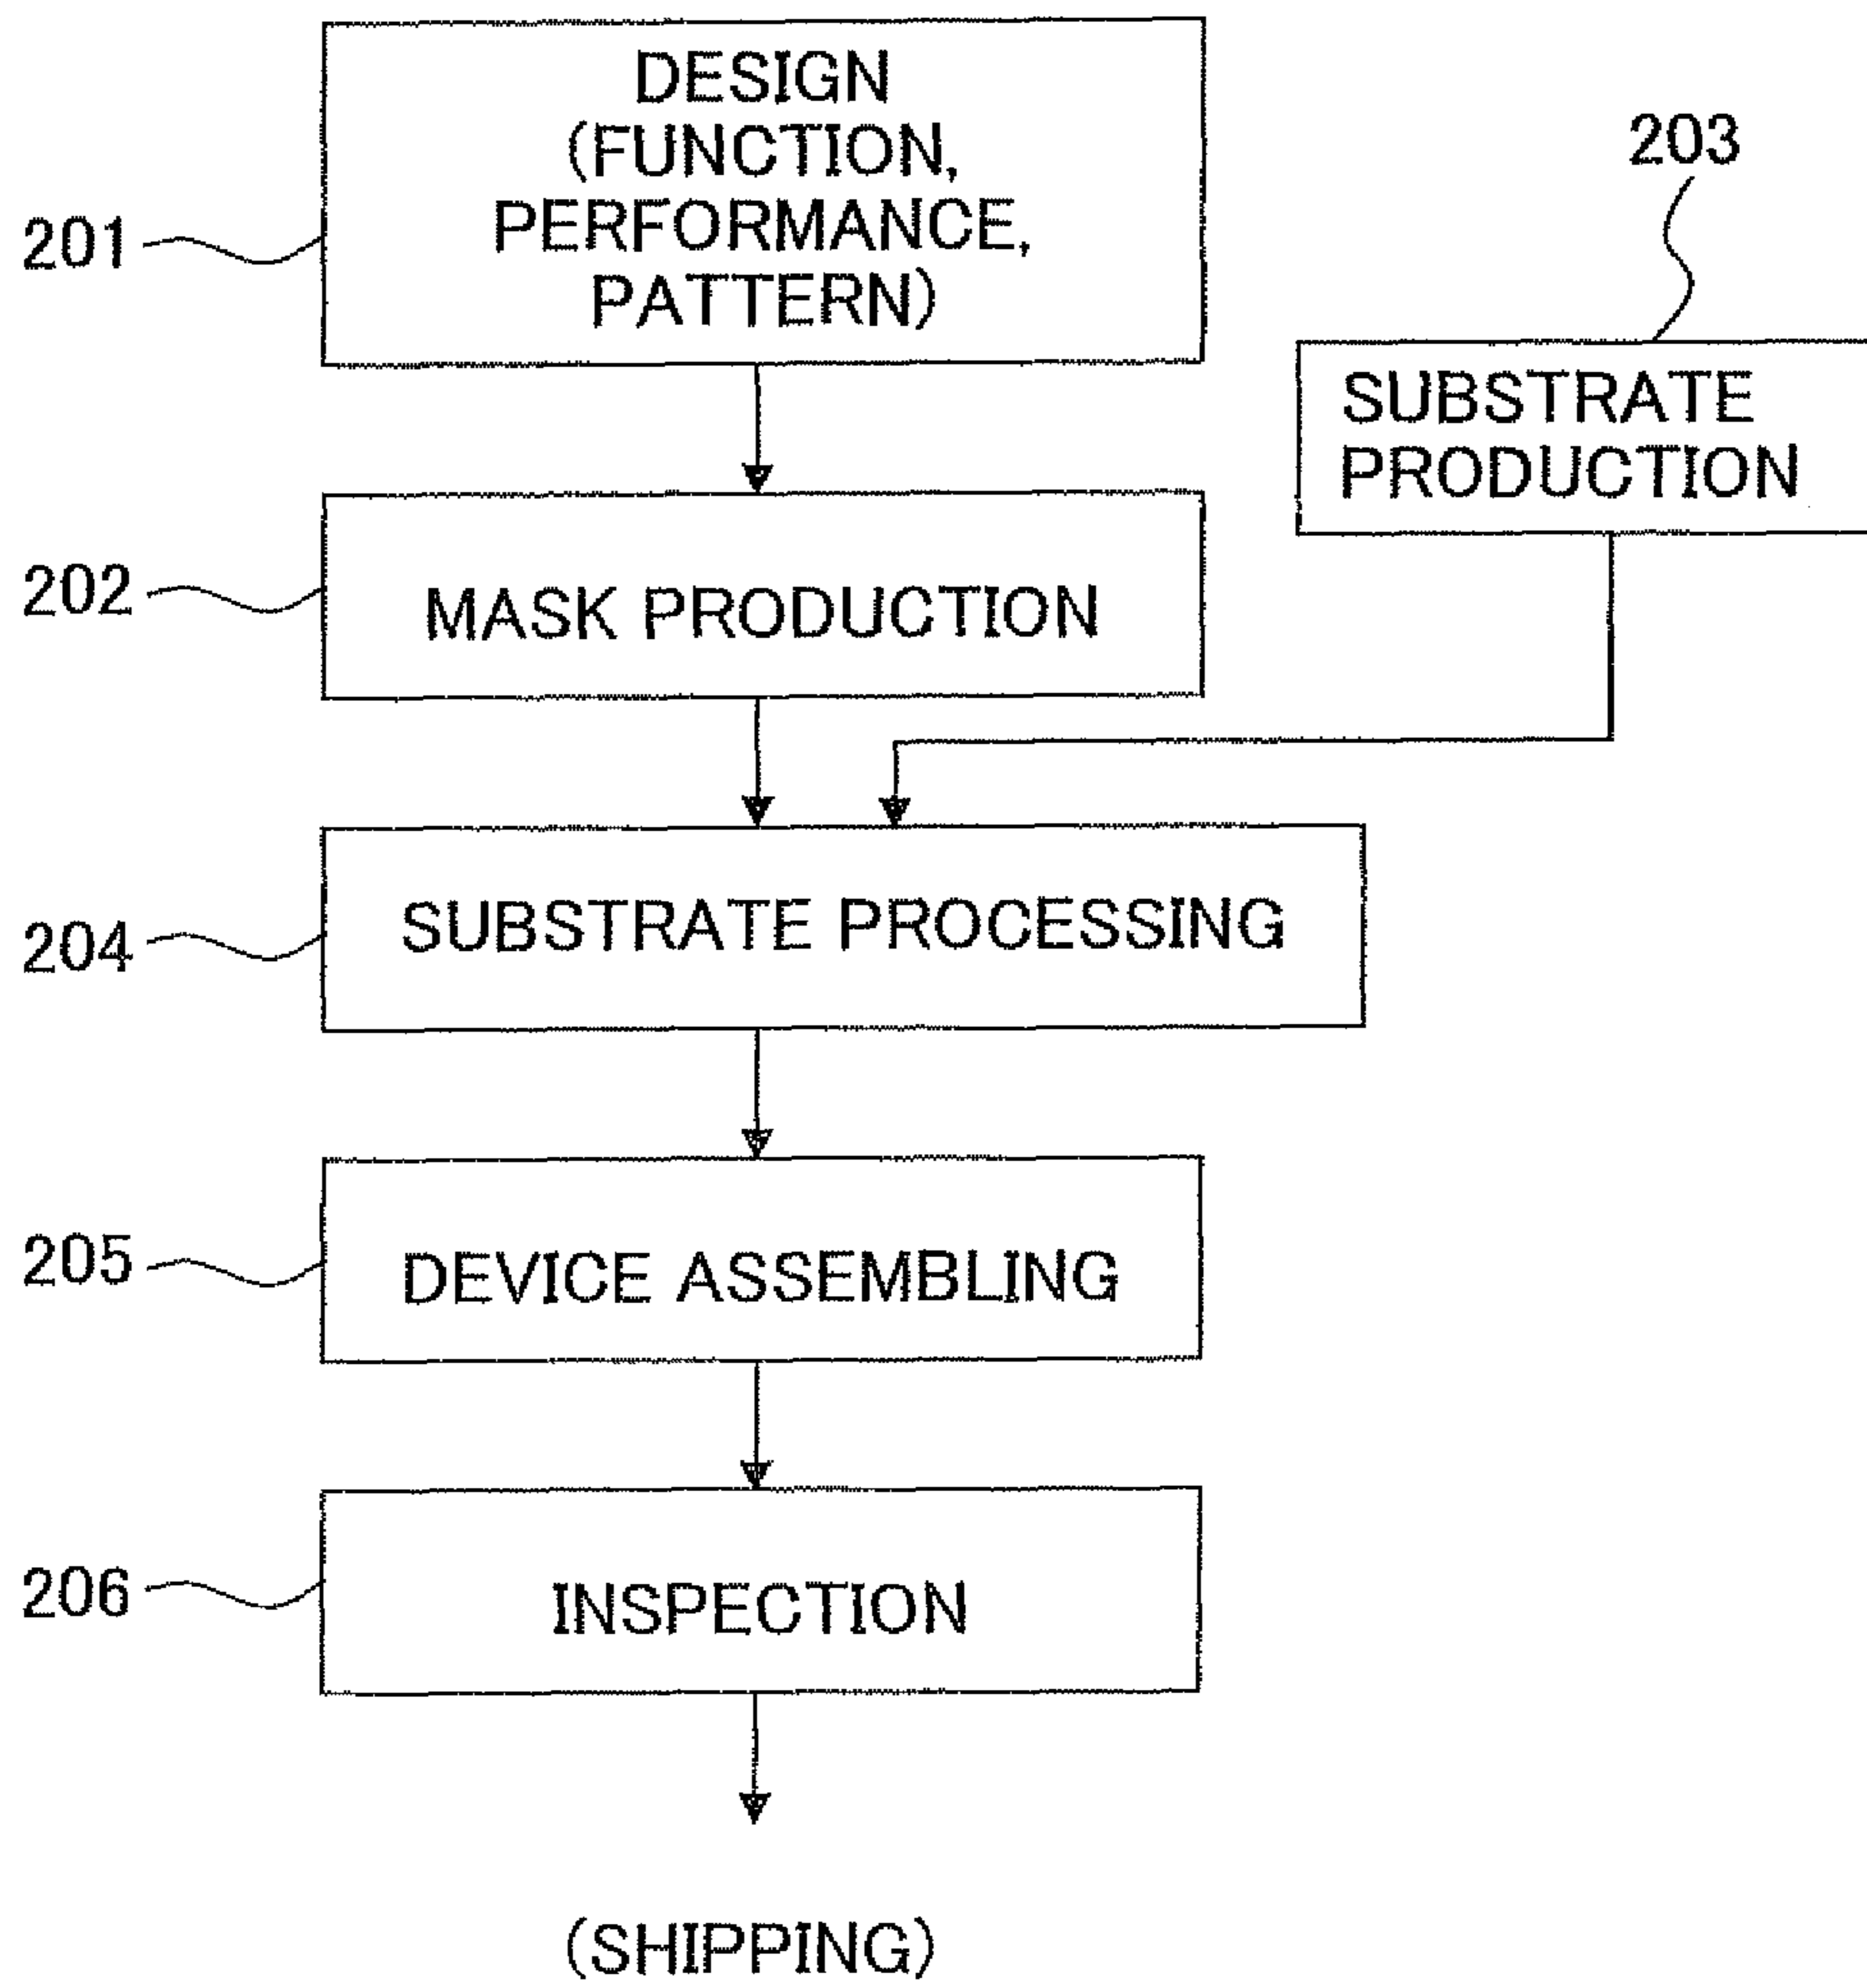 DESIGN
(FUNCTION,
PERFORMANCE,
PATTERN)
201
203
SUBSTRATE
PRODUCTION
202
MASK PRODUCTION
204
SUBSTRATE PROCESSING
205
DEVICE ASSEMBLING
206
INSPECTION
(SHIPPING)